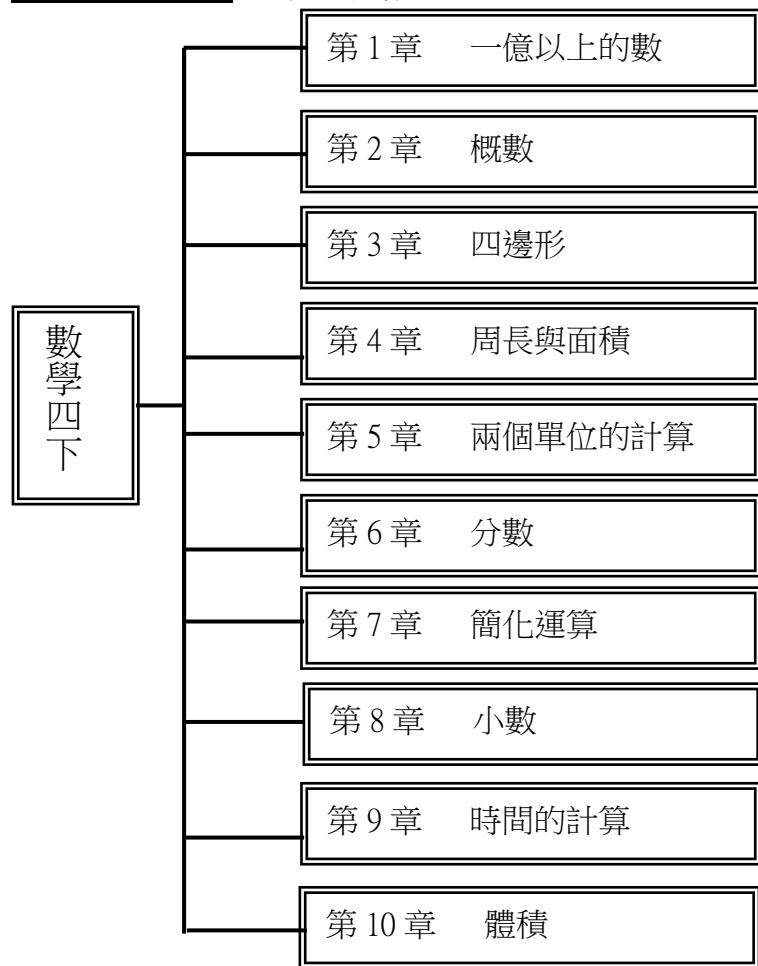 數學四下
第1章 一億以上的數
第2章 概數
第3章 四邊形
第4章 周長與面積
第5章 兩個單位的計算
第6章 分數
第7章 簡化運算
第8章 小數
第9章 時間的計算
第10章 體積